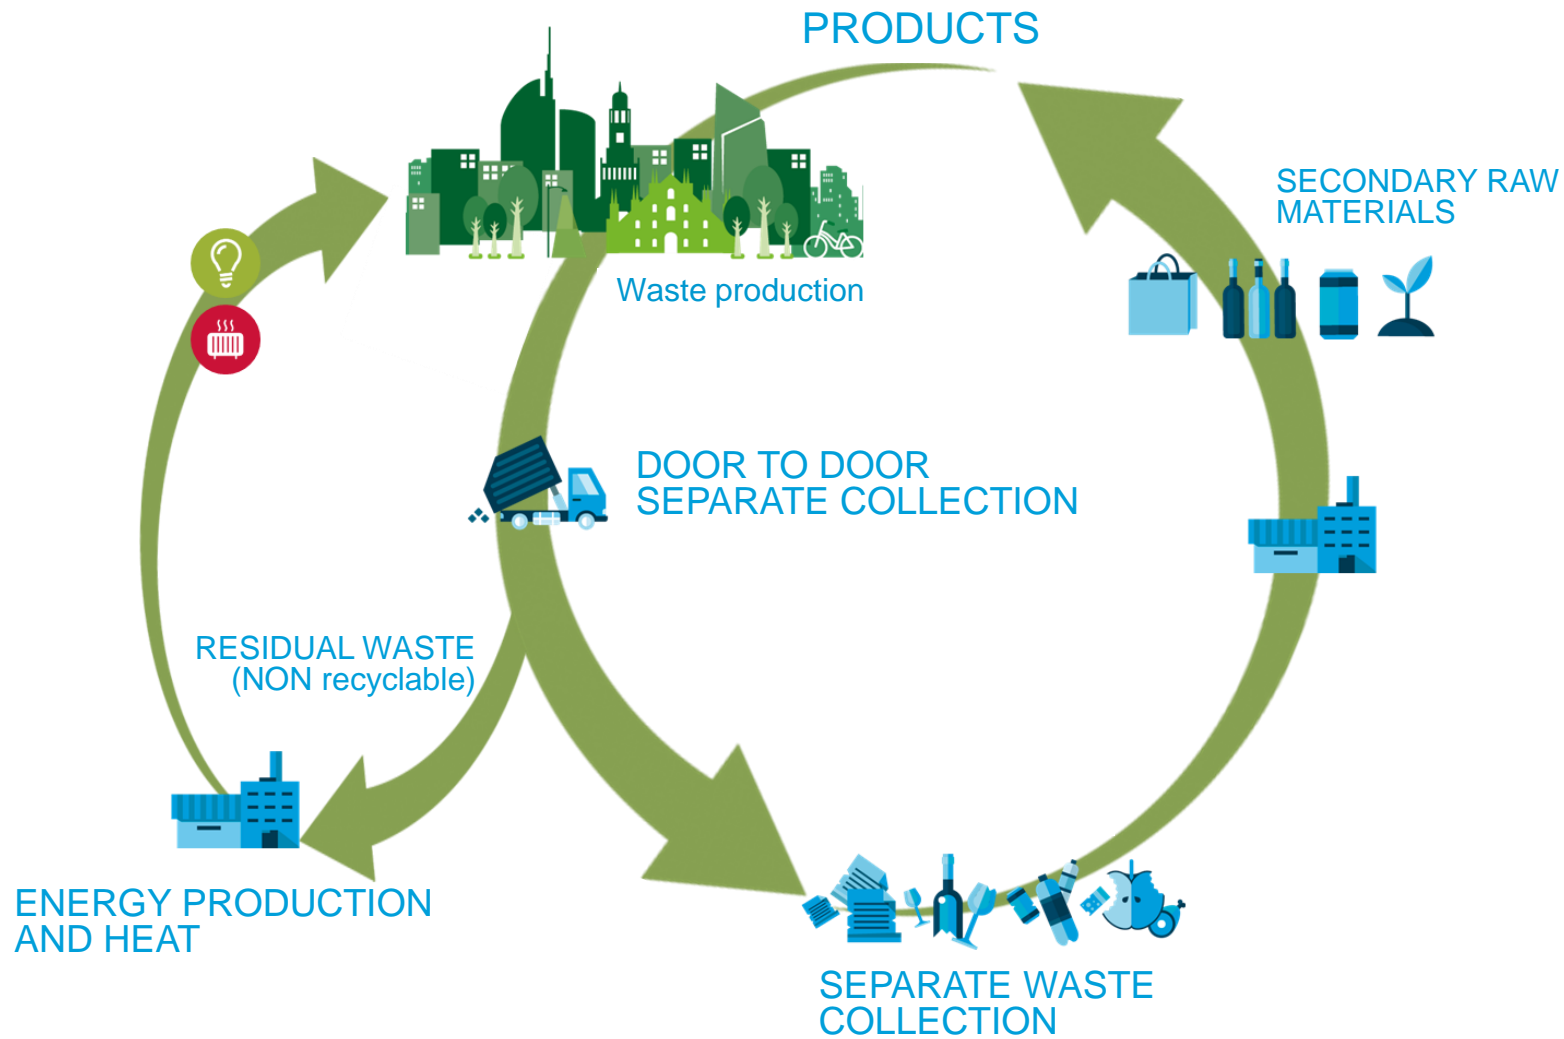 PRODUCTS
SECONDARY RAW
MATERIALS
Waste production
DOOR TO DOOR
SEPARATE COLLECTION
RESIDUAL WASTE
(NON recyclable)
ENERGY PRODUCTION
AND HEAT
SEPARATE WASTE
COLLECTION